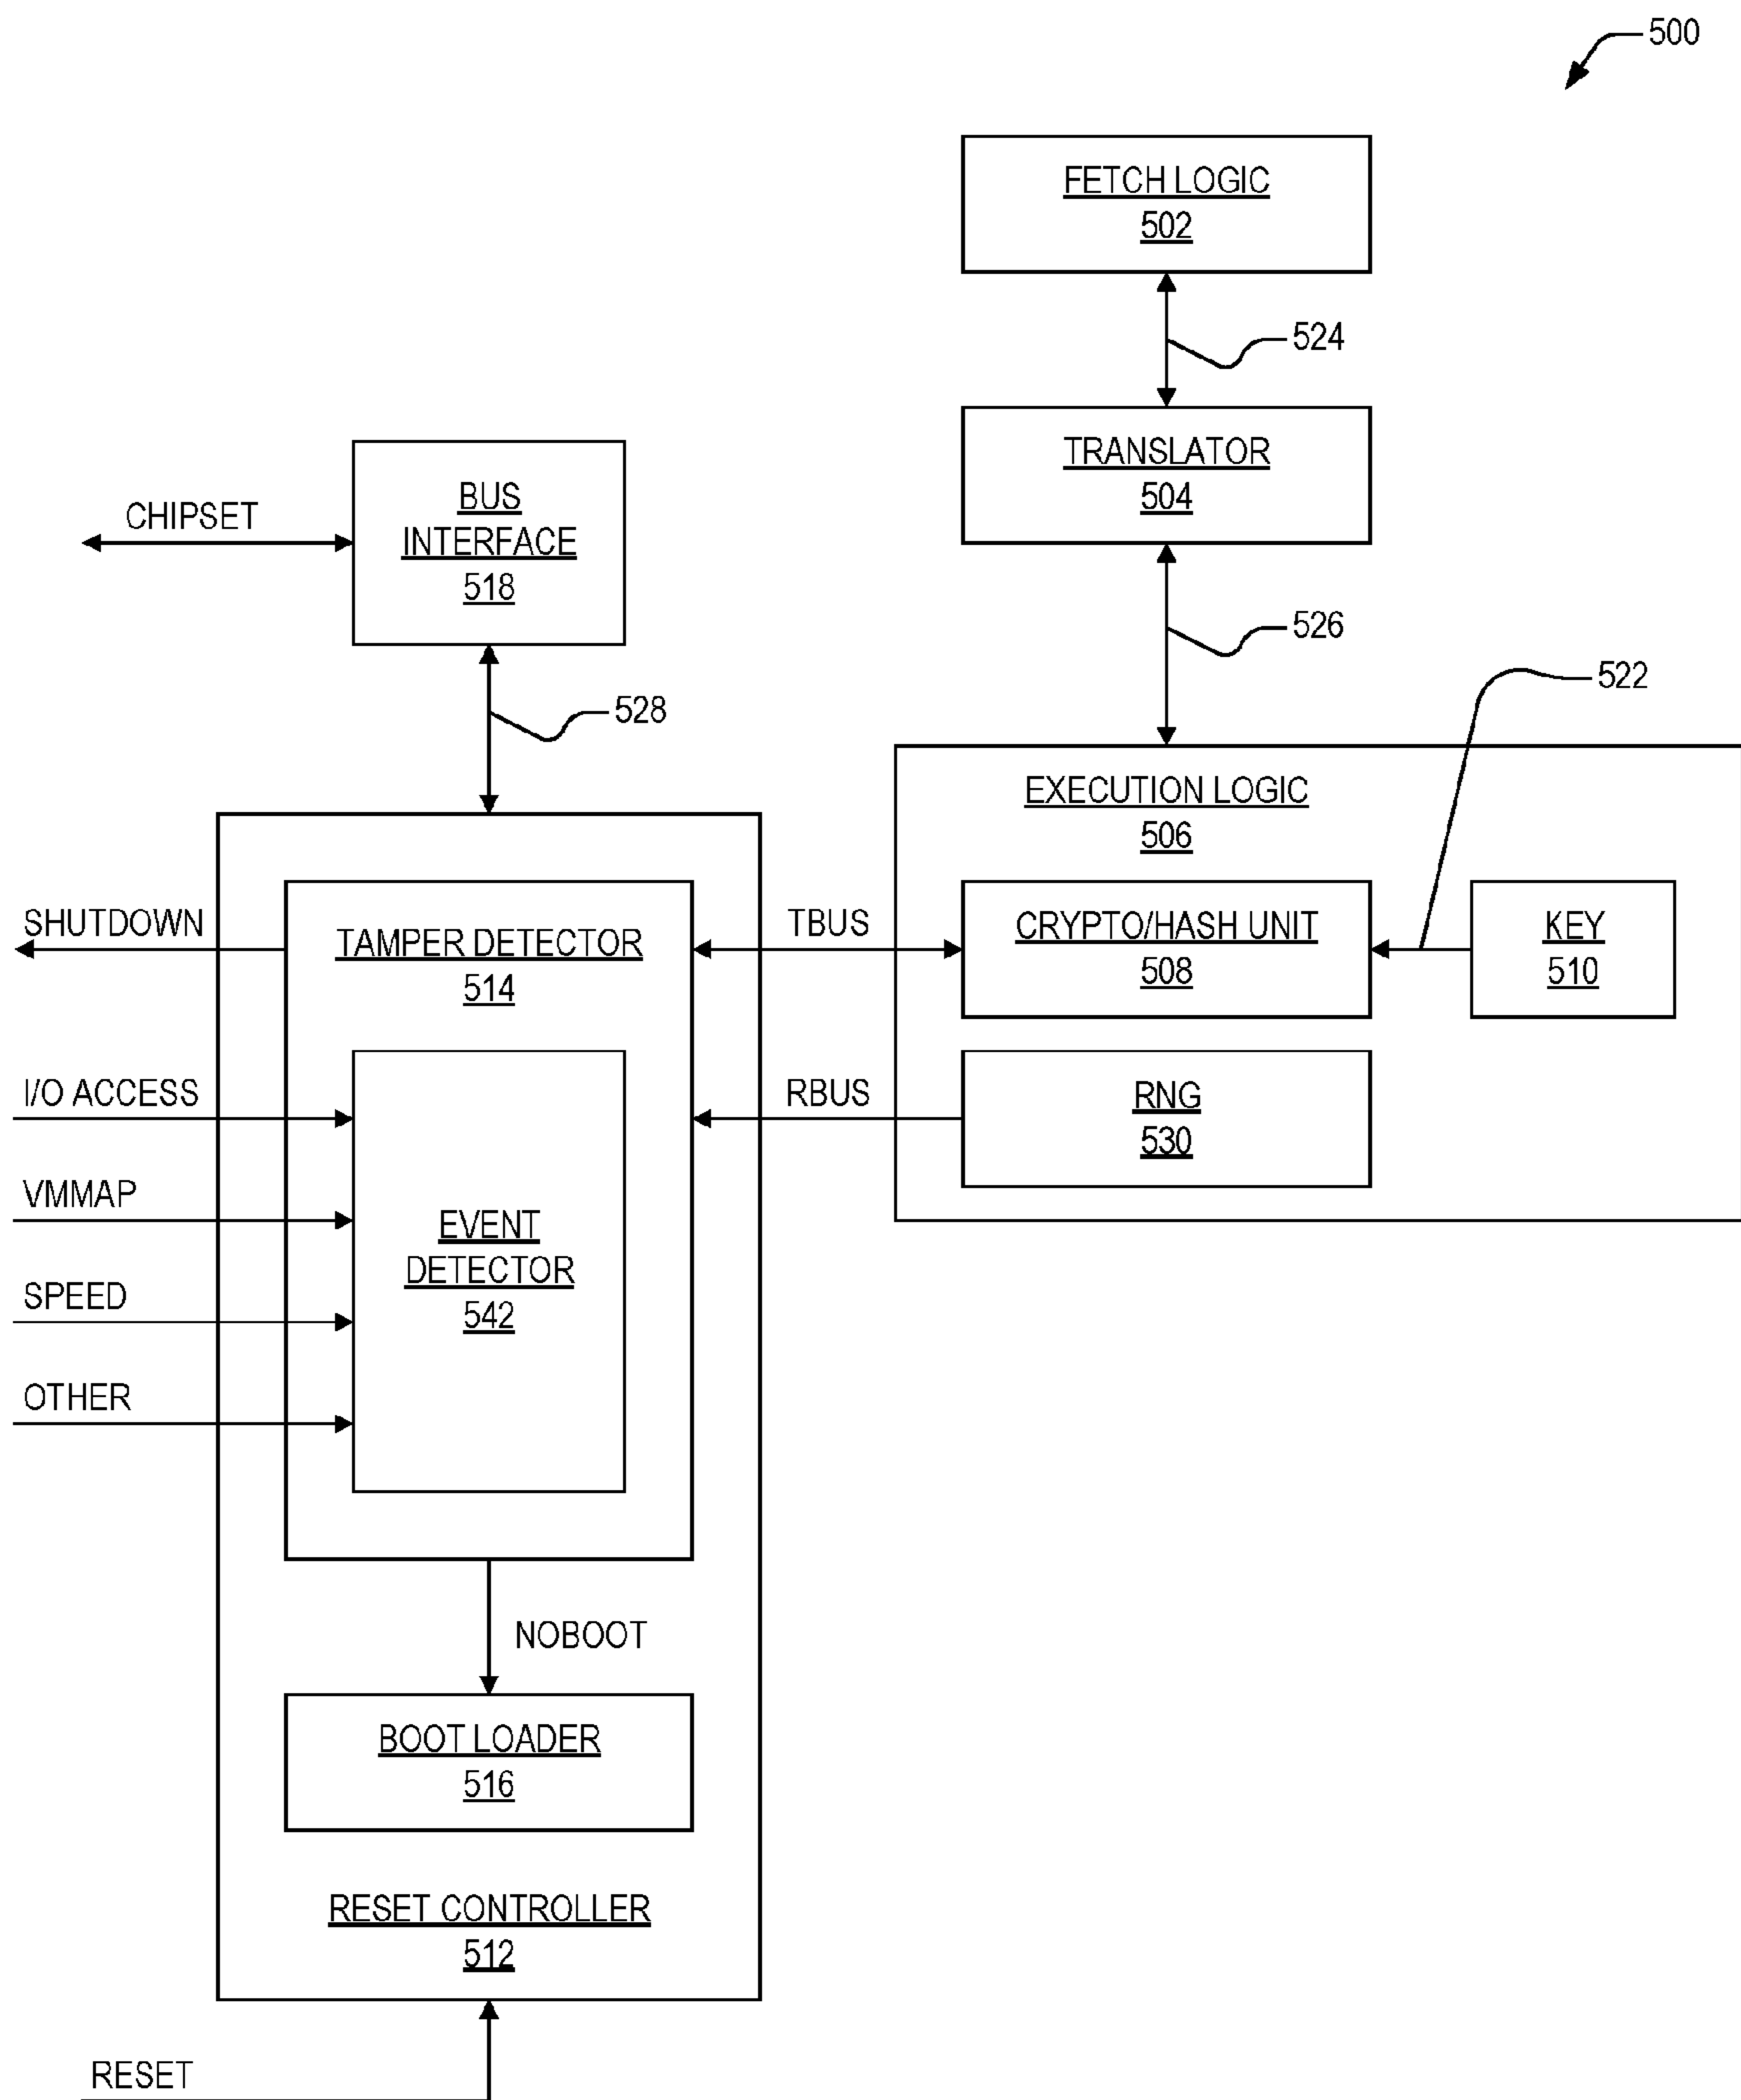 500
FETCH LOGIC
502
524
TRANSLATOR
504
CHIPSET
BUS
INTERFACE
518
526
522
528
EXECUTION LOGIC
506
SHUTDOWN
TAMPER DETECTOR
514
TBUS
CRYPTO/HASH UNIT
508
KEY
510
I/O ACCESS
RBUS
RNG
530
VMMAP
EVENT
DETECTOR
542
SPEED
OTHER
NOBOOT
BOOT LOADER
516
RESET CONTROLLER
512
RESET